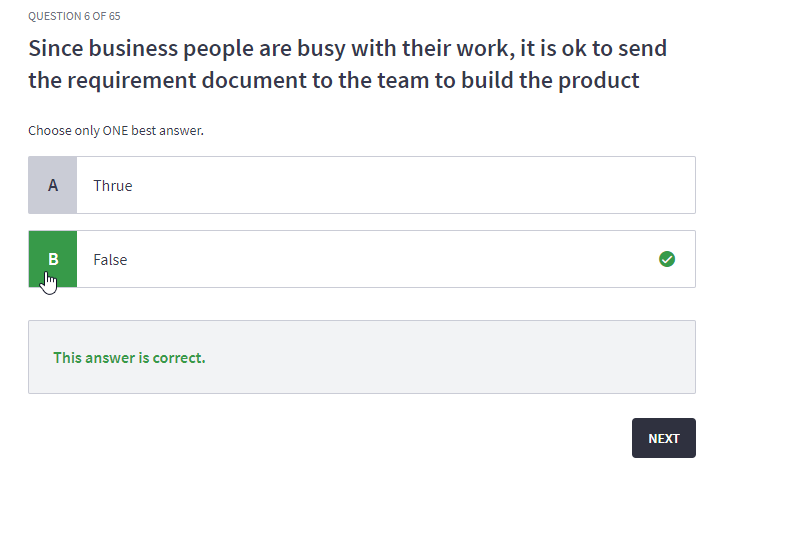 QUESTION 6 OF 65
Since business people are busy with their work, it is ok to send
the requirement document to the team to build the product
Choose only ONE best answer.
A
Thrue
B
False
This answer is correct.
NEXT